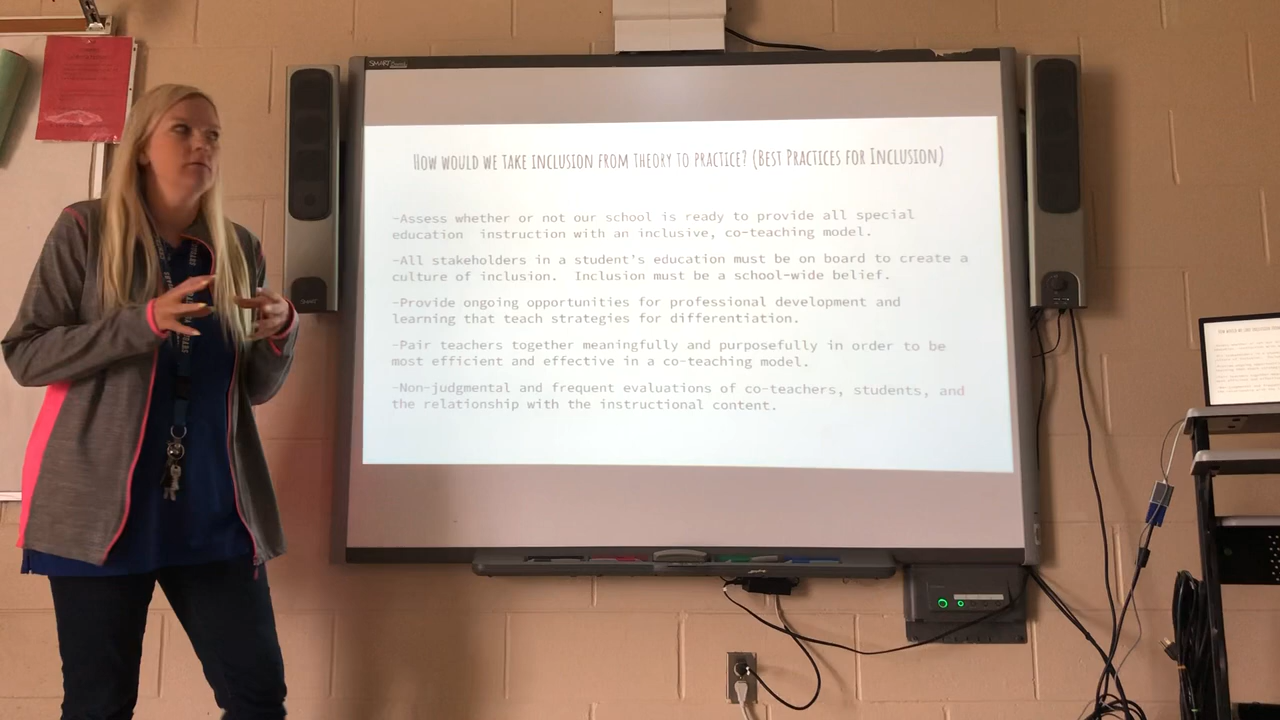 SMART Board
How would we take inclusion from theory to practice? (Best Practices for Inclusion)
-Assess whether or not our school is ready to provide all special
education instruction with an inclusive, co-teaching model.
-All stakeholders in a student's education must be on board to create a
culture of inclusion. Inclusion must be a school-wide belief.
-Provide ongoing opportunities for professional development and
learning that teach strategies for differentiation.
-Pair teachers together meaningfully and purposefully in order to be
most efficient and effective in a co-teaching model.
-Non-judgmental and frequent evaluations of co-teachers, students, and
the relationship with the instructional content.
SMART